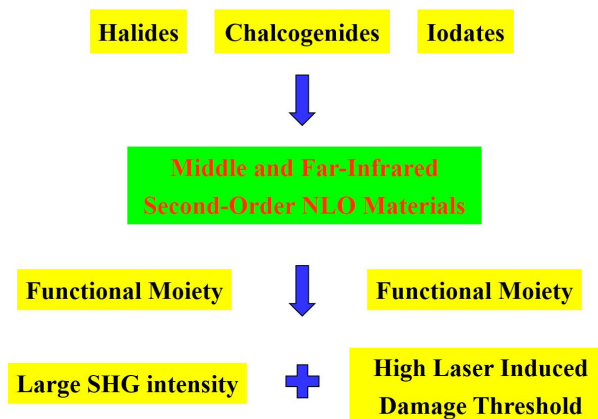 Halides Chalcogenides Iodates
Middle and Far-Infrared
Second-Order NLO Materials
Functional Moiety Functional Moiety
Large SHG intensity
High Laser Induced
Damage Threshold